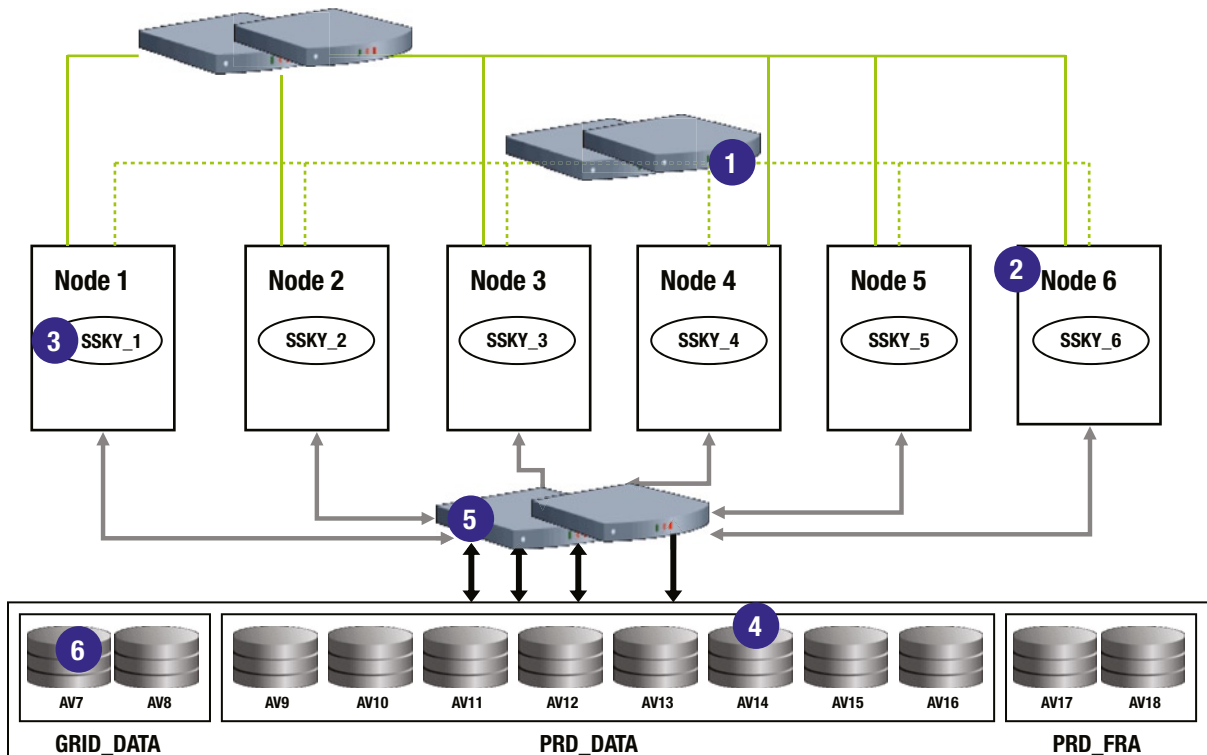 1
Node 1
Node 2
Node 3
Node 4
Node 5
2
Node 6
3
SSKY_1
SSKY_2
SSKY_3
SSKY_4
SSKY_5
SSKY_6
5
4
6
AV7
AV8
AV9
AV10
AV11
AV12
AV13
AV14
AV15
AV16
AV17
AV18
GRID_DATA
PRD_DATA
PRD_FRA